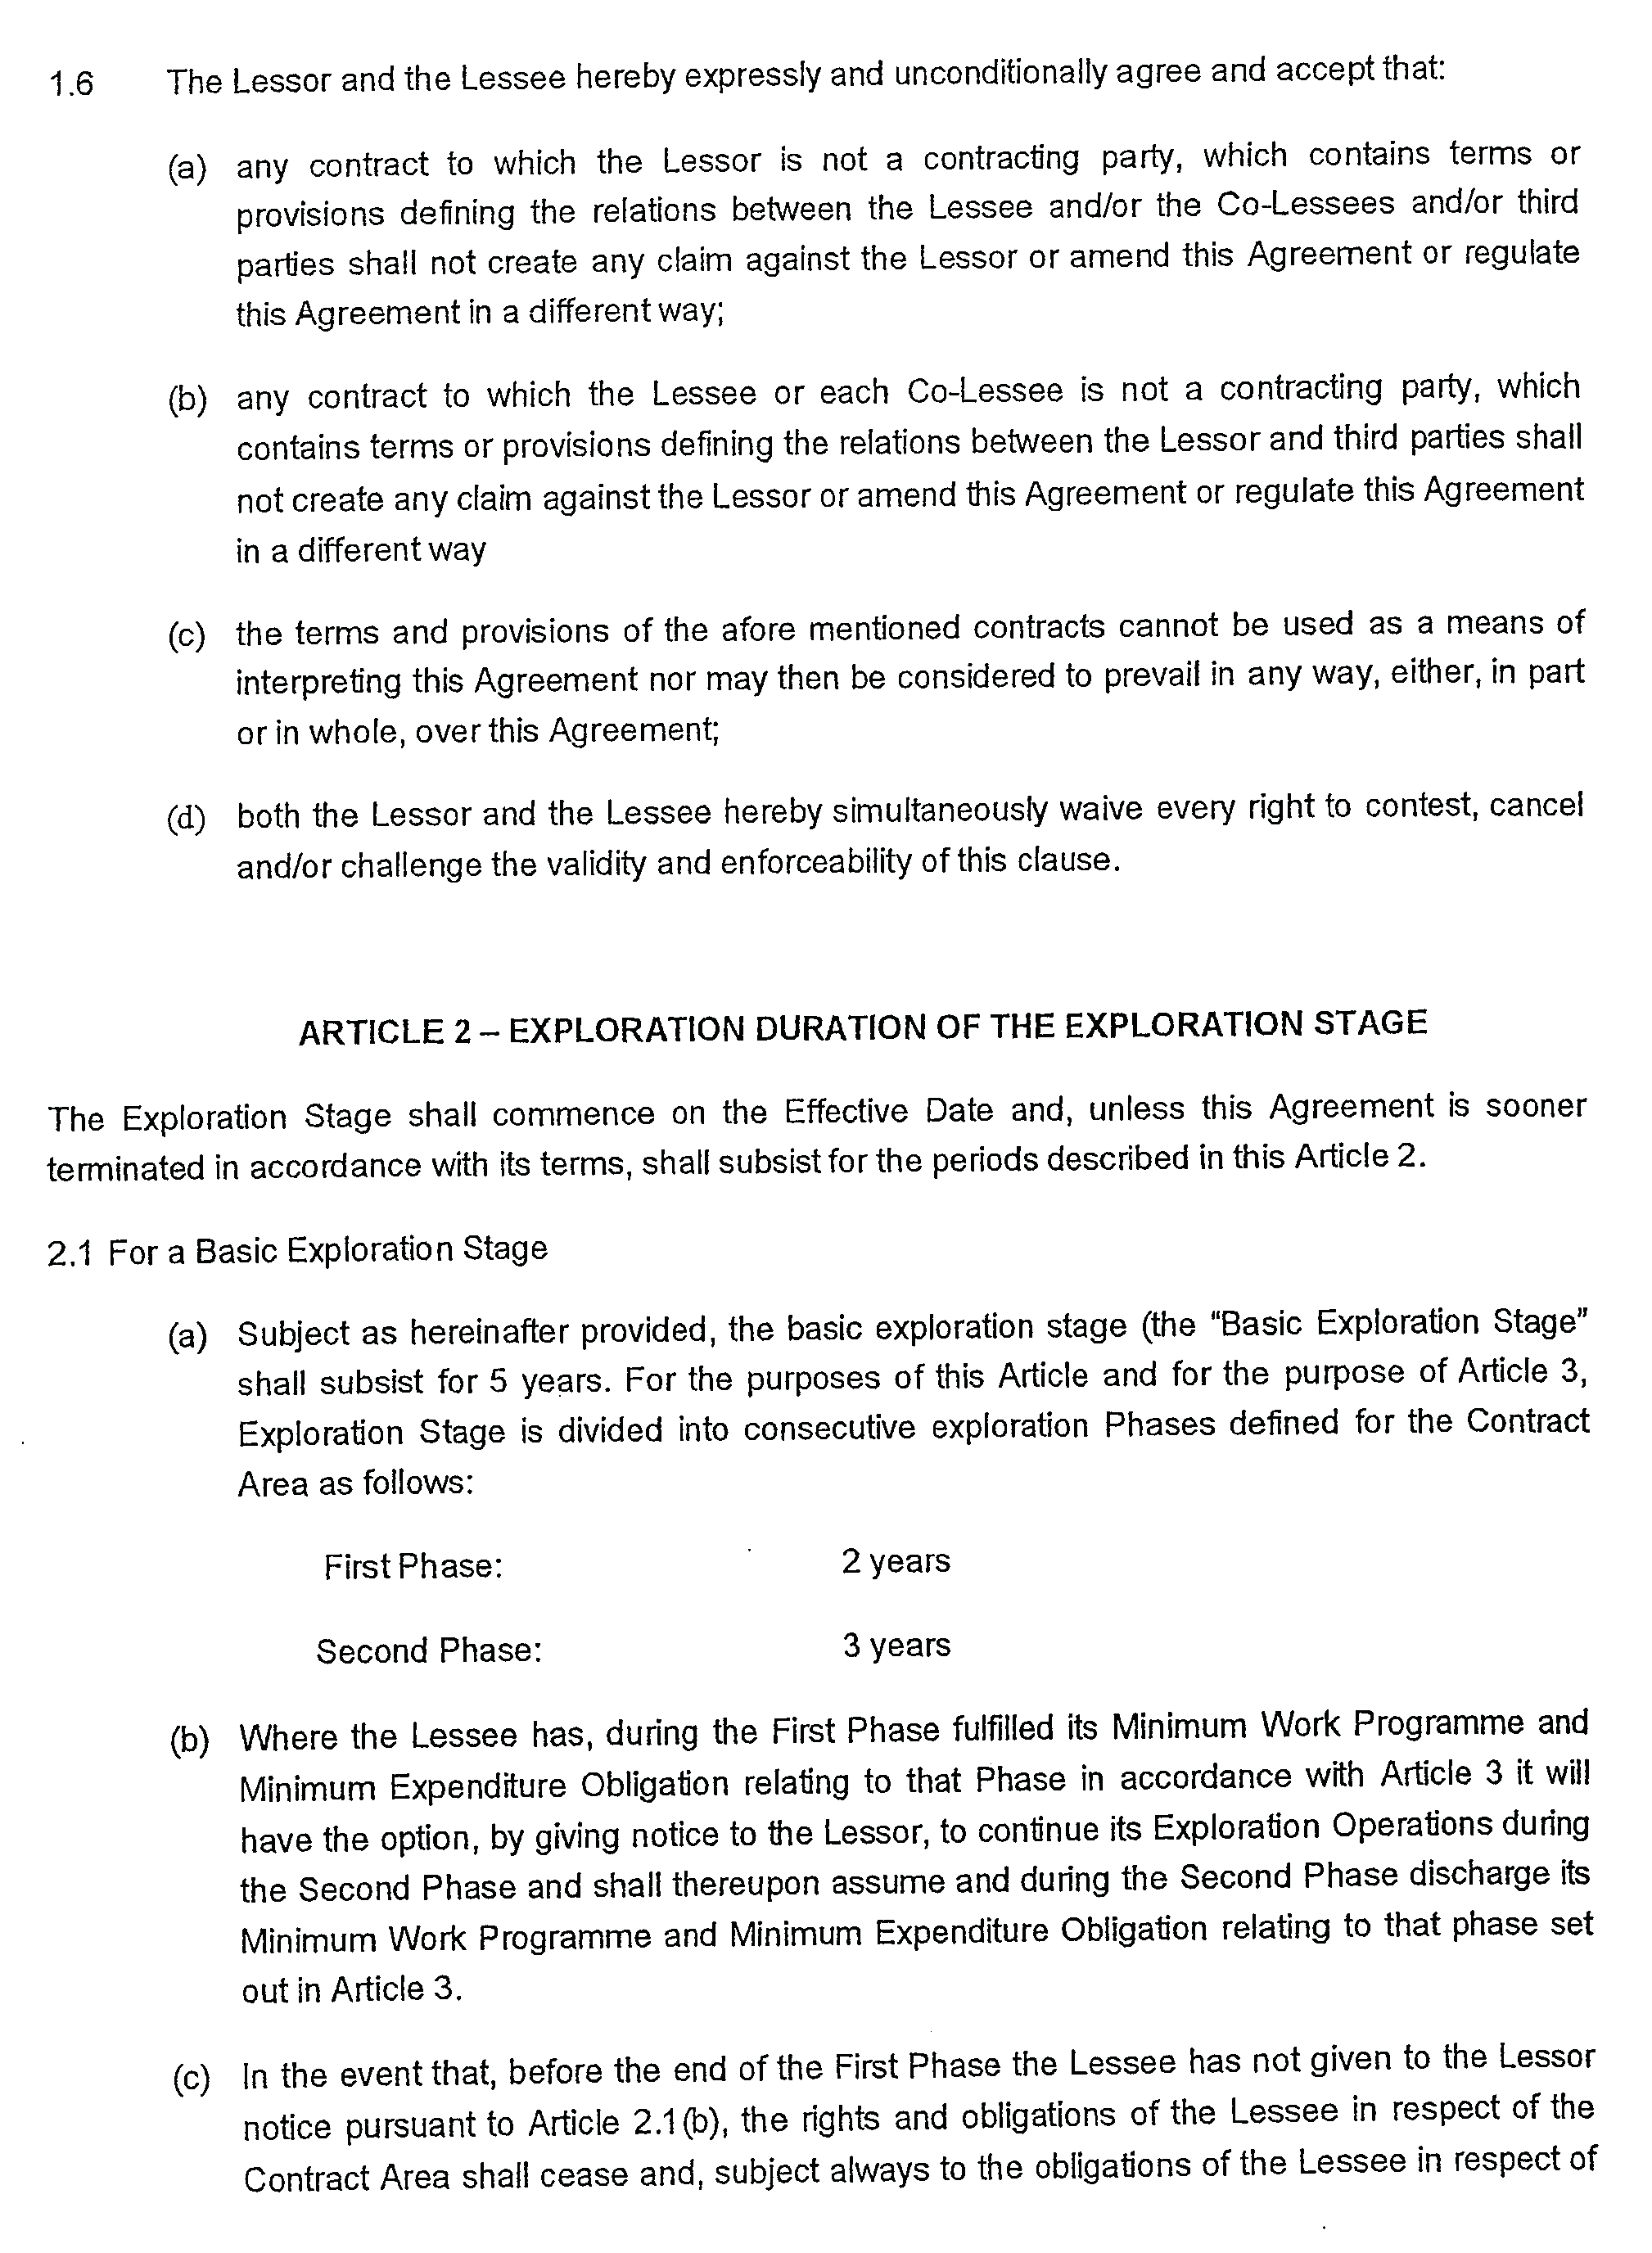 1.6 The Lessor and the Lessee hereby expressly and unconditionally agree and accept that:
(a) any contract to which the Lessor is not a contracting party, which contains terms or
provisions defining the relations between the Lessee and/or the Co-Lessees and/or third
parties shall not create any claim against the Lessor or amend this Agreement or regulate
this Agreement in a different way;
(b) any contract to which the Lessee or each Co-Lessee is not a contracting party, which
contains terms or provisions defining the relations between the Lessor and third parties shall
not create any claim against the Lessor or amend this Agreement or regulate this Agreement
in a different way
(c) the terms and provisions of the afore mentioned contracts cannot be used as a means of
interpreting this Agreement nor may then be considered to prevail in any way, either, in part
or in whole, over this Agreement;
(d) both the Lessor and the Lessee hereby simultaneously waive every right to contest, cancel
and/or challenge the validity and enforceability of this clause.
ARTICLE 2 – EXPLORATION DURATION OF THE EXPLORATION STAGE
The Exploration Stage shall commence on the Effective Date and, unless this Agreement is sooner
terminated in accordance with its terms, shall subsist for the periods described in this Article 2.
2.1 For a Basic Exploration Stage
(a) Subject as hereinafter provided, the basic exploration stage (the "Basic Exploration Stage"
shall subsist for 5 years. For the purposes of this Article and for the purpose of Article 3,
Exploration Stage is divided into consecutive exploration Phases defined for the Contract
Area as follows:
First Phase: 2 years
Second Phase: 3 years
(b) Where the Lessee has, during the First Phase fulfilled its Minimum Work Programme and
Minimum Expenditure Obligation relating to that Phase in accordance with Article 3 it will
have the option, by giving notice to the Lessor, to continue its Exploration Operations during
the Second Phase and shall thereupon assume and during the Second Phase discharge its
Minimum Work Programme and Minimum Expenditure Obligation relating to that phase set
out in Article 3.
(c) In the event that, before the end of the First Phase the Lessee has not given to the Lessor
notice pursuant to Article 2.1(b), the rights and obligations of the Lessee in respect of the
Contract Area shall cease and, subject always to the obligations of the Lessee in respect of